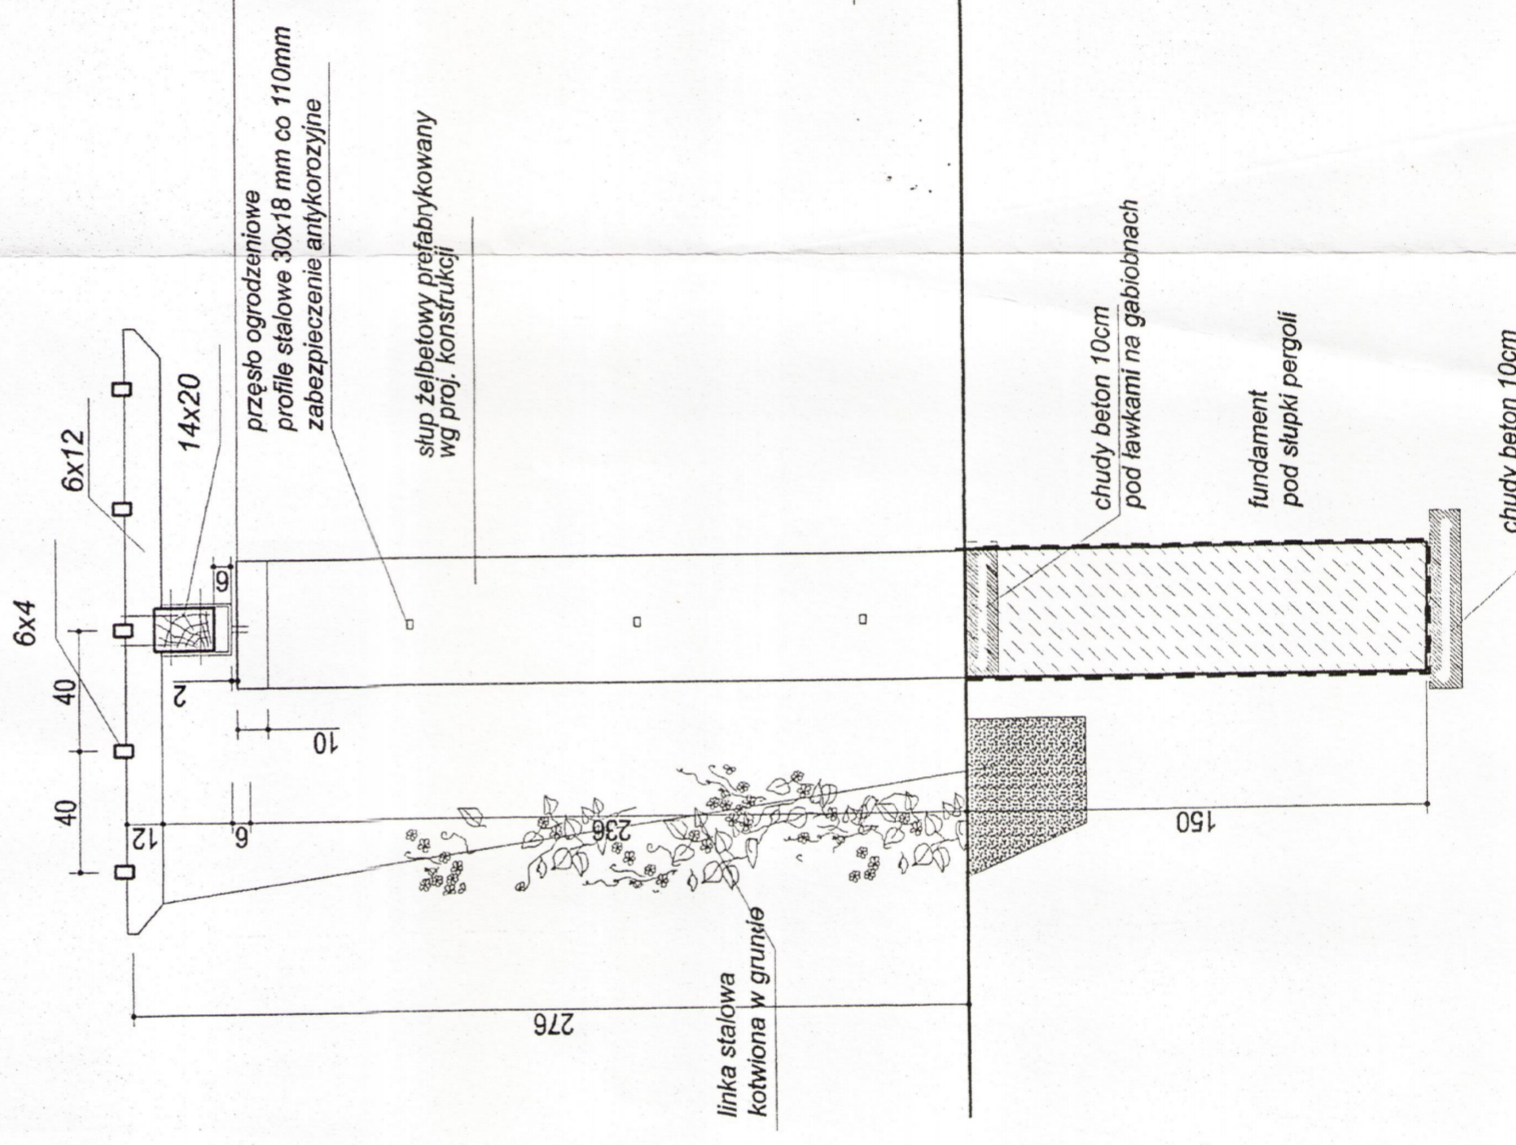 6x4
6x12
14x20
40
40
12
6
2
6
10
236
276
150
przęsło ogrodzeniowe
profile stalowe 30x18 mm co 110mm
zabezpieczenie antykorozyjne
słup żelbetowy prefabrykowany
wg proj. konstrukcji
linka stalowa
kotwiona w gruncie
chudy beton 10cm
pod ławkami na gabiobnach
fundament
pod słupki pergoli
chudy beton 10cm